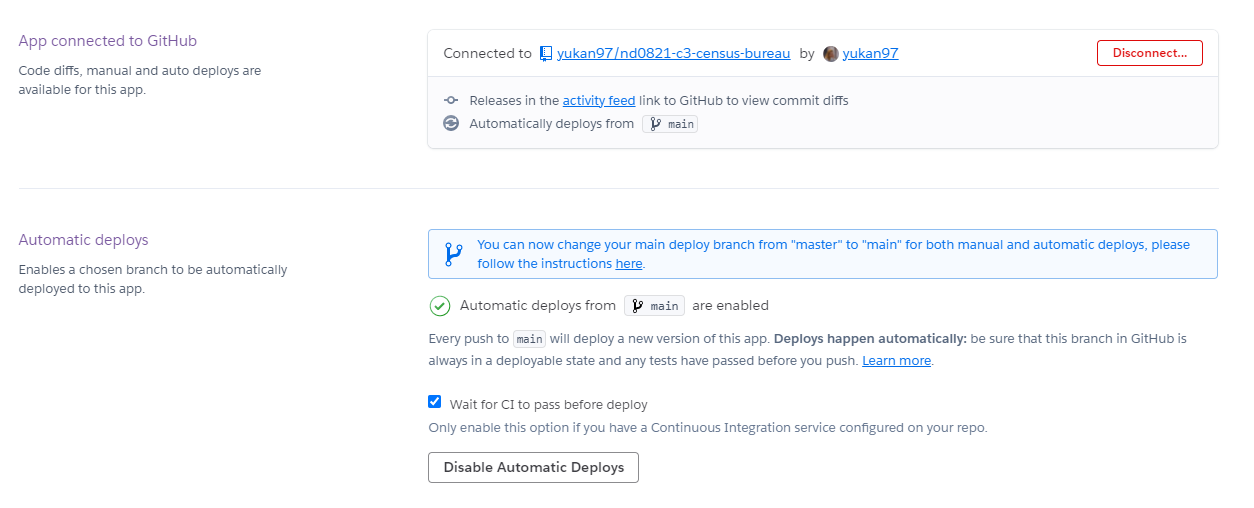 App connected to GitHub
Code diffs, manual and auto deploys are
available for this app.
Connected to yukan97/nd0821-c3-census-bureau by yukan97
Disconnect...
Releases in the activity feed link to GitHub to view commit diffs
Automatically deploys from main
Automatic deploys
Enables a chosen branch to be automatically
deployed to this app.
You can now change your main deploy branch from "master" to "main" for both manual and automatic deploys, please
follow the instructions here.
Automatic deploys from main are enabled
Every push to main will deploy a new version of this app. Deploys happen automatically: be sure that this branch in GitHub is
always in a deployable state and any tests have passed before you push. Learn more.
Wait for CI to pass before deploy
Only enable this option if you have a Continuous Integration service configured on your repo.
Disable Automatic Deploys